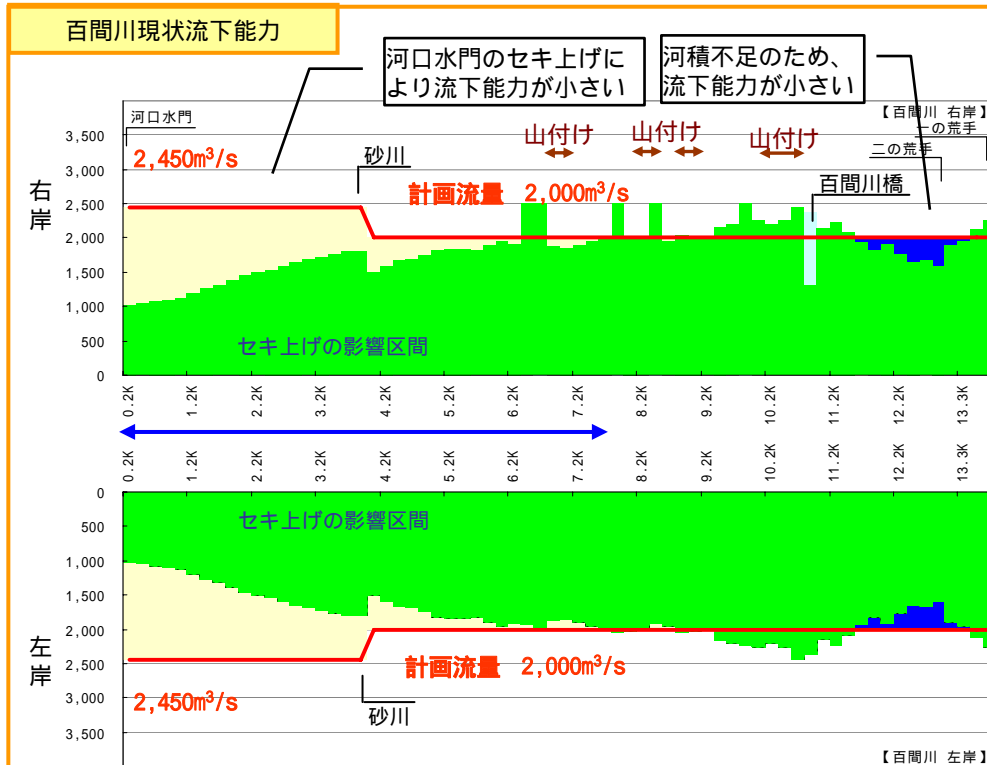 百間川現状流下能力
河口水門のセキ上げに
より流下能力が小さい
河積不足のため、
流下能力が小さい
【百間川 右岸】
河口水門
一の荒手
二の荒手
山付け
山付け
山付け
2,450m³/s
砂川
計画流量 2,000m³/s
百間川橋
右岸
3,500
3,000
2,500
2,000
1,500
1,000
500
0
セキ上げの影響区間
0.2K
1.2K
2.2K
3.2K
4.2K
5.2K
6.2K
7.2K
8.2K
9.2K
10.2K
11.2K
12.2K
13.3K
0.2K
1.2K
2.2K
3.2K
4.2K
5.2K
6.2K
7.2K
8.2K
9.2K
10.2K
11.2K
12.2K
13.3K
左岸
0
500
1,000
1,500
2,000
2,500
3,000
3,500
セキ上げの影響区間
計画流量 2,000m³/s
2,450m³/s
砂川
【百間川 左岸】